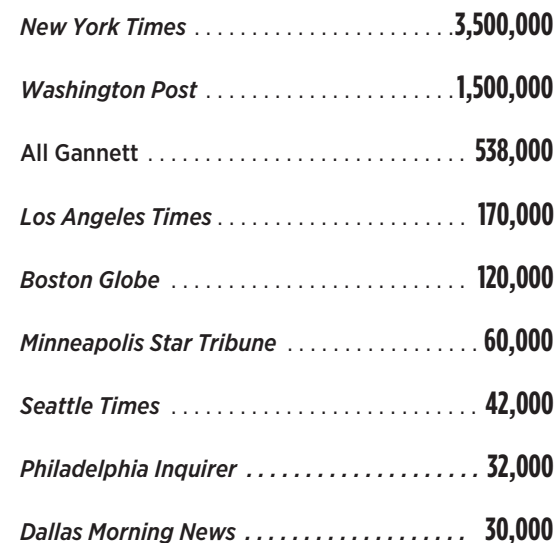 New York Times . . . . . . . . . . . . . . . . . . . . . . .3,500,000
Washington Post . . . . . . . . . . . . . . . . . . . . . .1,500,000
All Gannett . . . . . . . . . . . . . . . . . . . . . . . . . . . . 538,000
Los Angeles Times . . . . . . . . . . . . . . . . . . . . . . 170,000
Boston Globe . . . . . . . . . . . . . . . . . . . . . . . . . . 120,000
Minneapolis Star Tribune . . . . . . . . . . . . . . . . . 60,000
Seattle Times . . . . . . . . . . . . . . . . . . . . . . . . . . . 42,000
Philadelphia Inquirer . . . . . . . . . . . . . . . . . . . . 32,000
Dallas Morning News . . . . . . . . . . . . . . . . . . . 30,000